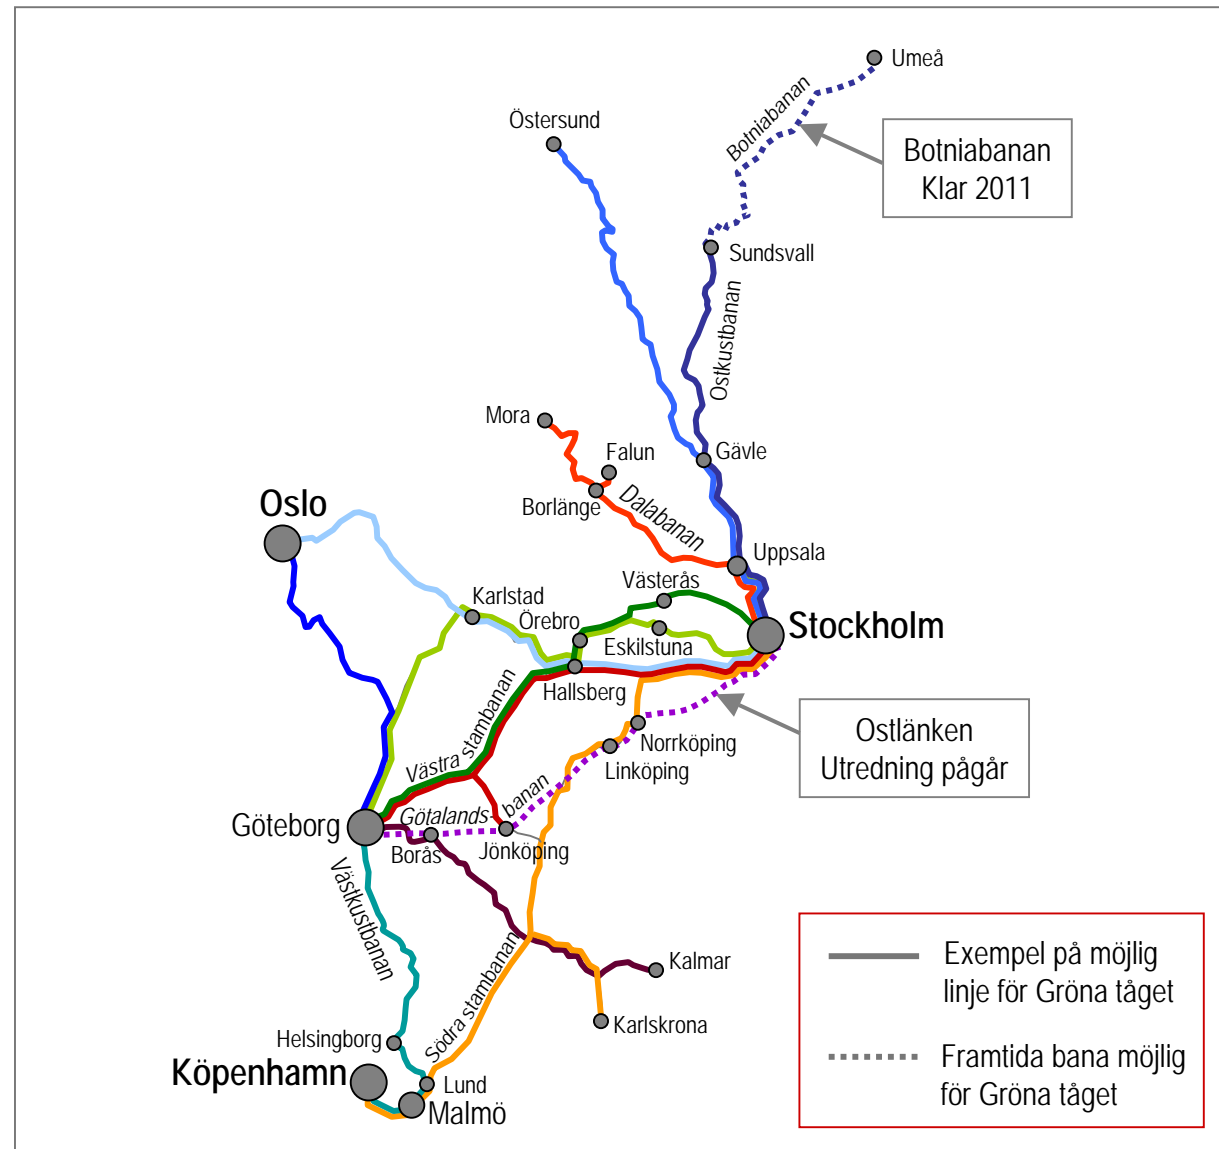 Umeå
Botniabanan
Östersund
Botniabanan
Klar 2011
Sundsvall
Ostkustbanan
Mora
Falun
Gävle
Borlänge
Dalabanan
Oslo
Uppsala
Västerås
Karlstad
Örebro
Stockholm
Eskilstuna
Hallsberg
Västra stambanan
Norrköping
Linköping
Ostlänken
Utredning pågår
Götalands-
banan
Göteborg
Borås
Jönköping
Västkustbanan
Kalmar
Södra stambanan
Karlskrona
Helsingborg
Köpenhamn
Lund
Malmö
Exempel på möjlig
linje för Gröna tåget
Framtida bana möjlig
för Gröna tåget